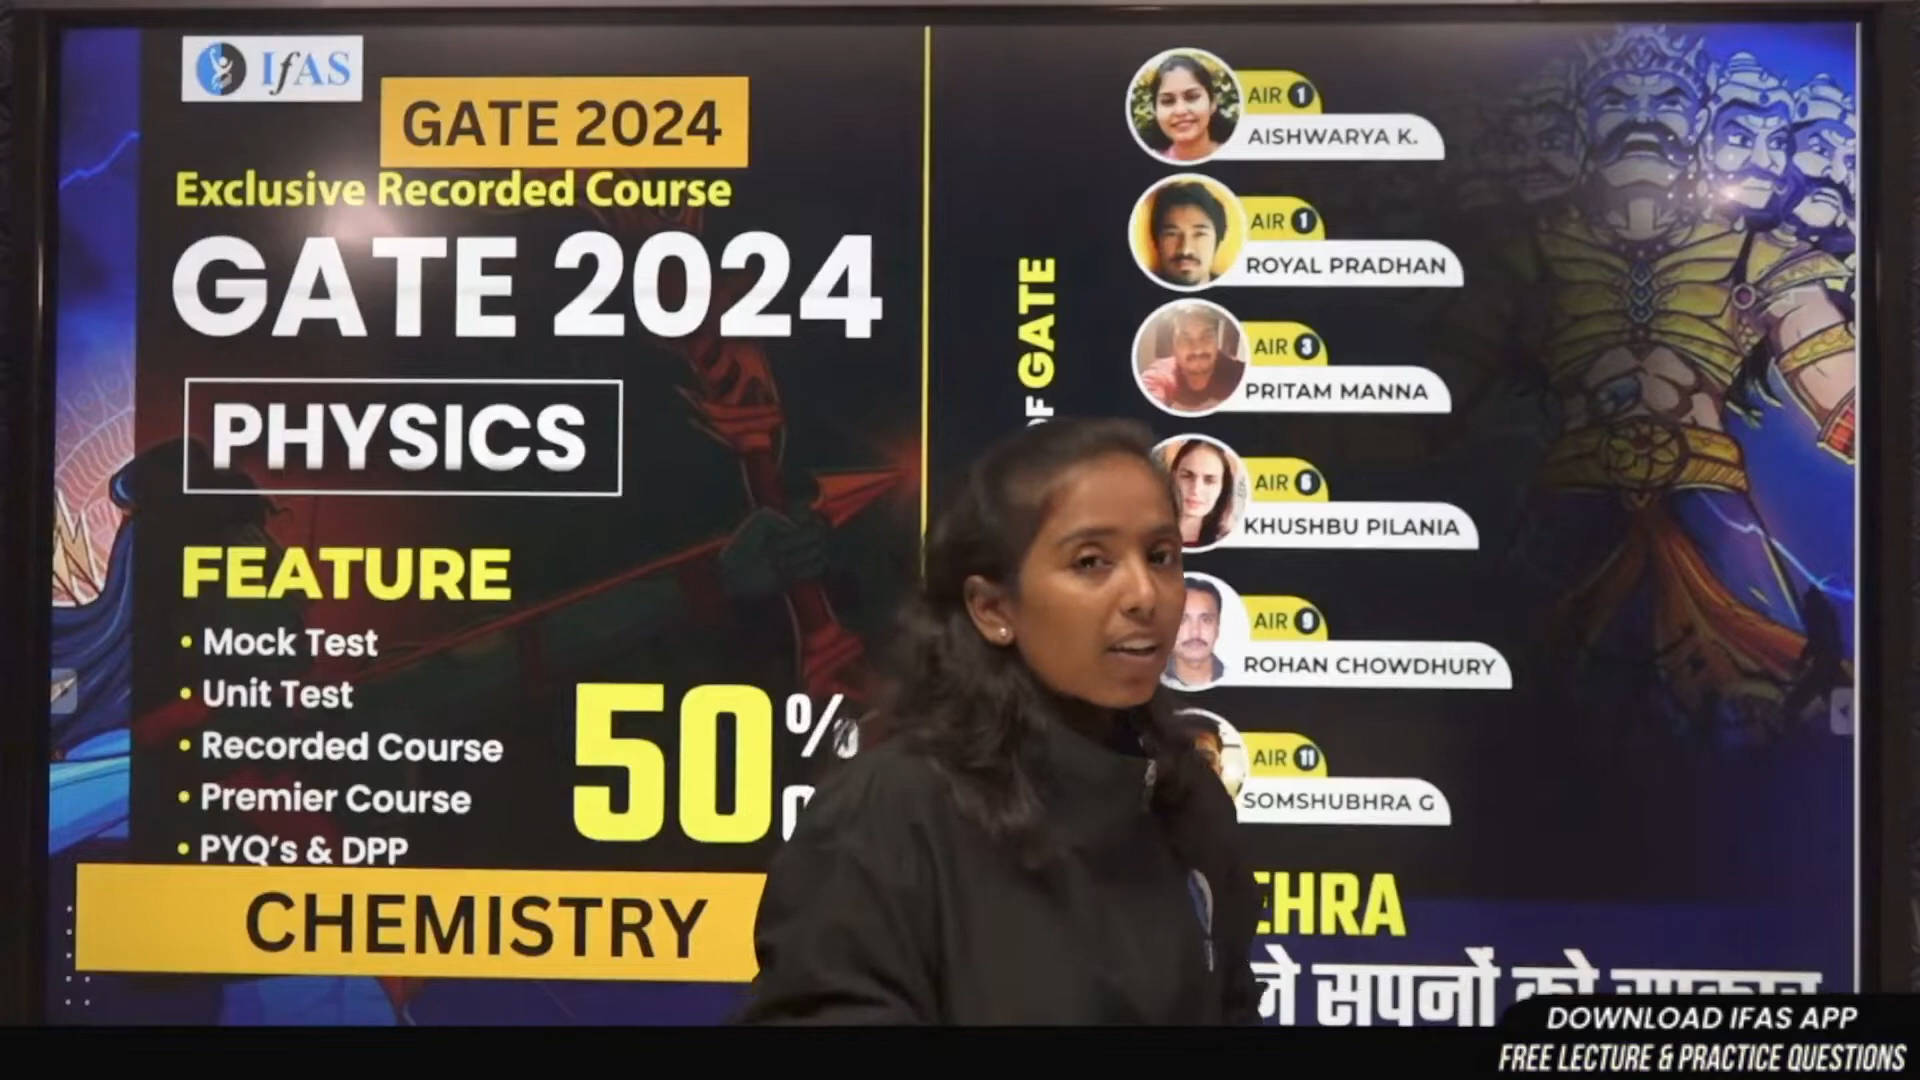 IfAS
GATE 2024
Exclusive Recorded Course
GATE 2024
PHYSICS
FEATURE
• Mock Test
• Unit Test
• Recorded Course
• Premier Course
• PYQ's & DPP
50%
CHEMISTRY
OF GATE
AIR 1
AISHWARYA K.
AIR 1
ROYAL PRADHAN
AIR 3
PRITAM MANNA
AIR 6
KHUSHBU PILANIA
AIR 9
ROHAN CHOWDHURY
AIR 11
SOMSHUBHRA G
EHRA
सपनों को
DOWNLOAD IFAS APP
FREE LECTURE & PRACTICE QUESTIONS